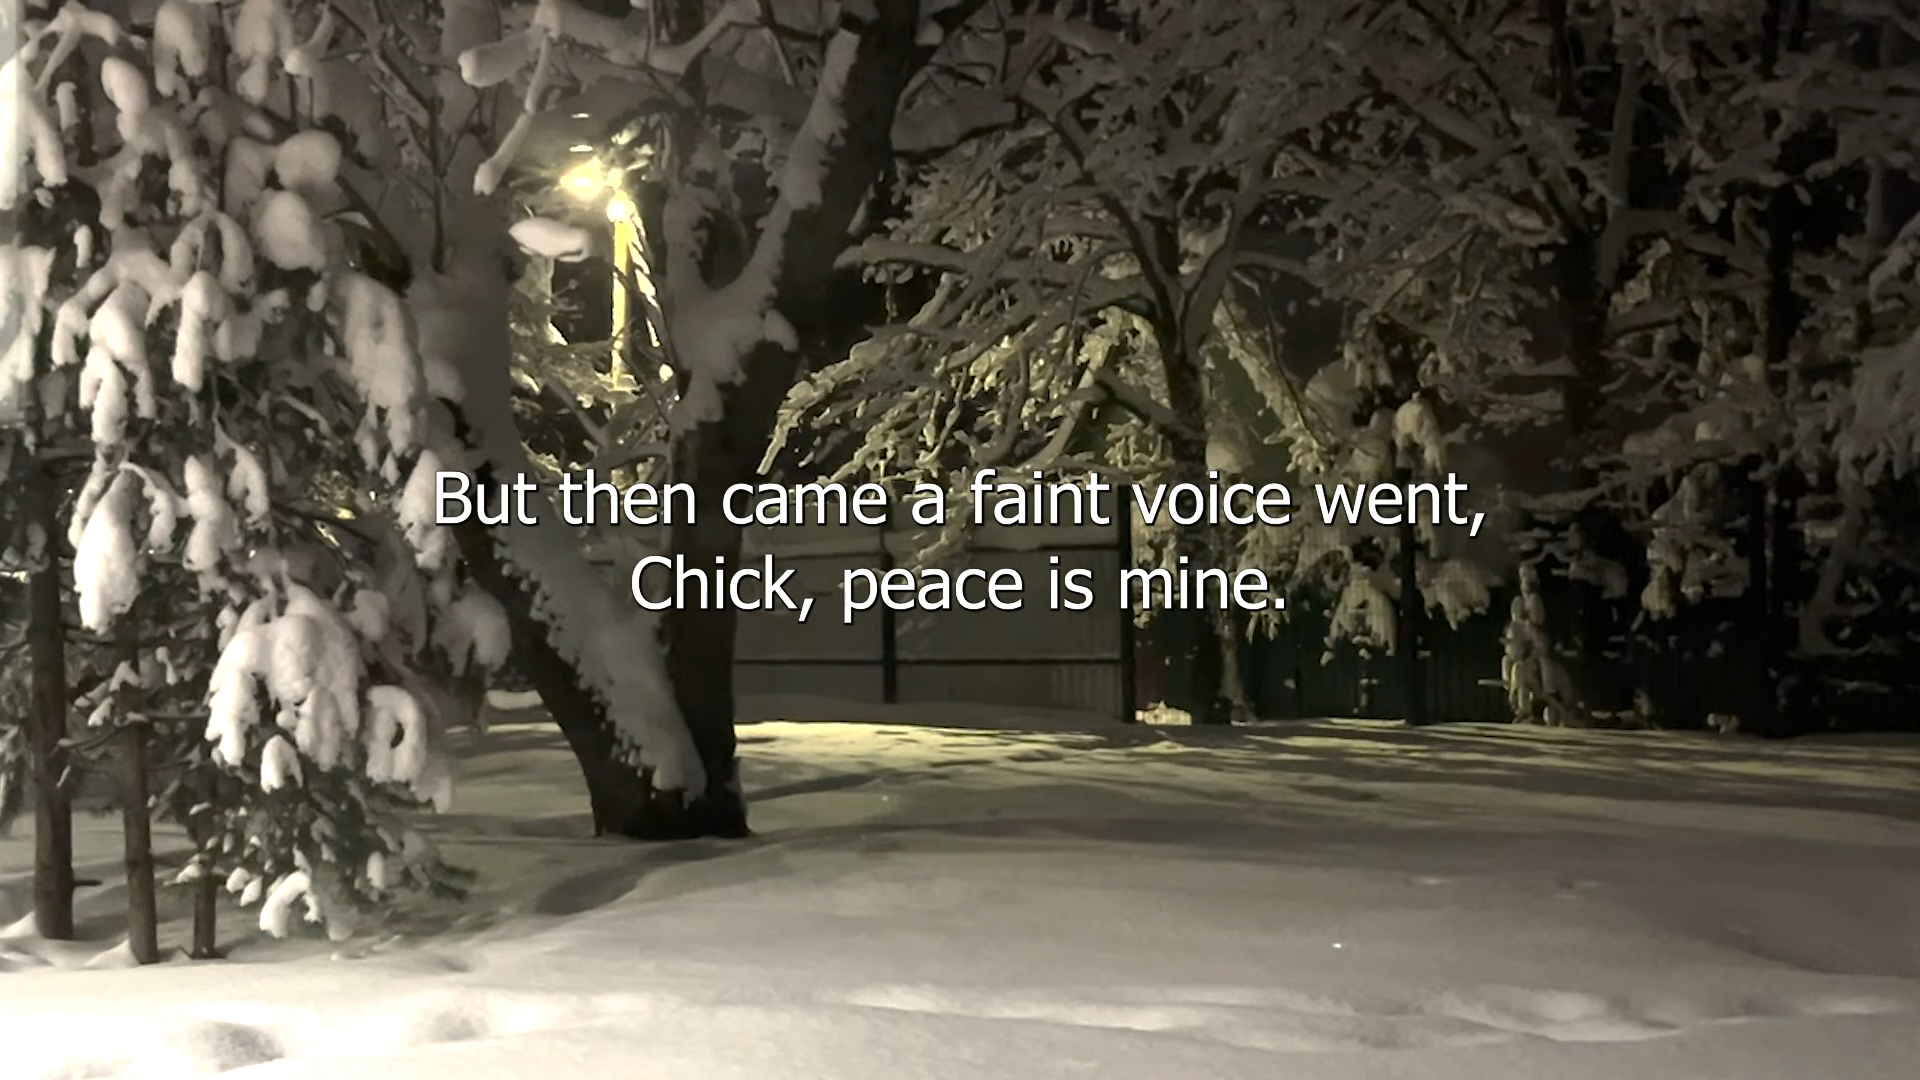 But then came a faint voice went,
Chick, peace is mine.